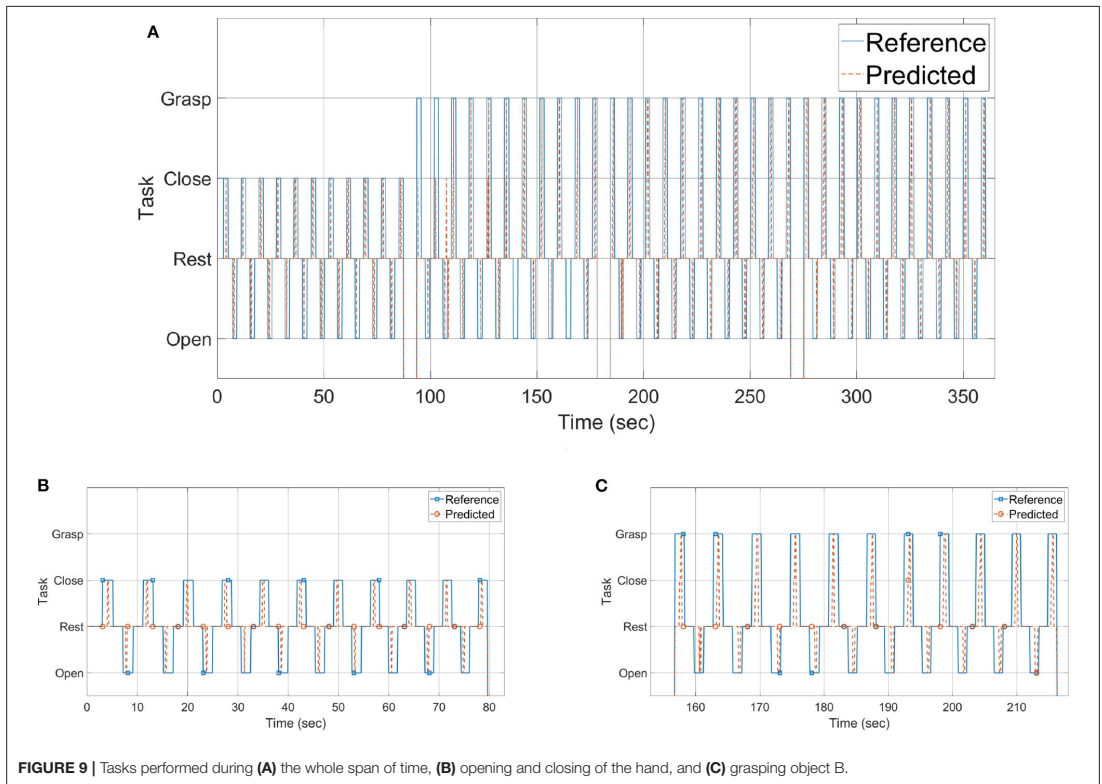 A
Reference
Predicted
Grasp
Close
Rest
Open
Task
0 50 100 150 200 250 300 350
Time (sec)
B
Reference
Predicted
Grasp
Close
Rest
Open
Task
0 10 20 30 40 50 60 70 80
Time (sec)
C
Reference
Predicted
Grasp
Close
Rest
Open
Task
160 170 180 190 200 210
Time (sec)
FIGURE 9 | Tasks performed during (A) the whole span of time, (B) opening and closing of the hand, and (C) grasping object B.